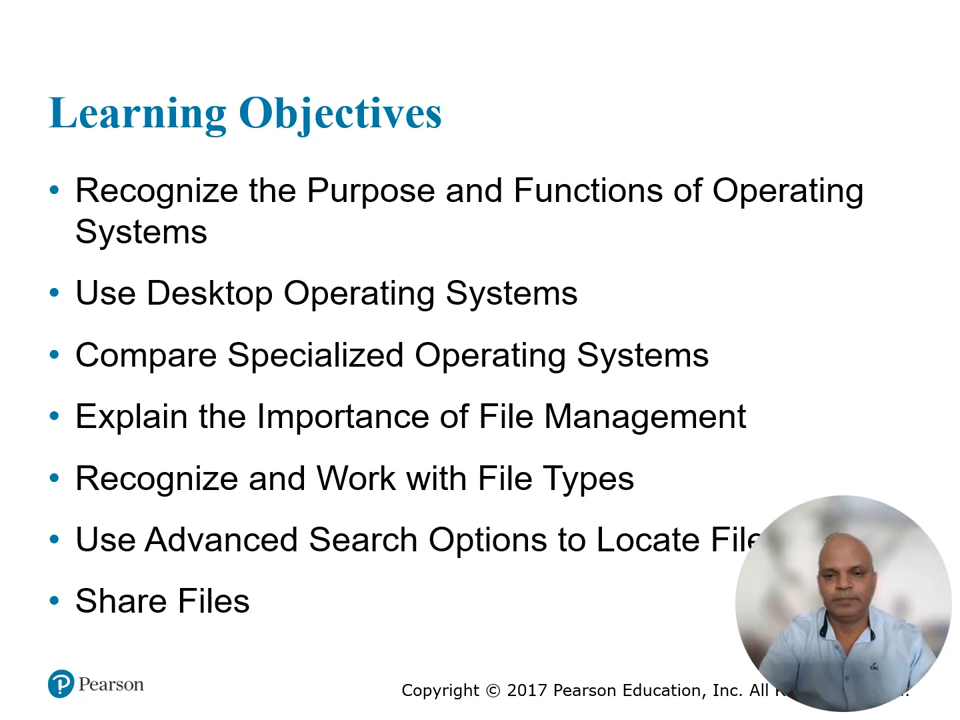 Learning Objectives
• Recognize the Purpose and Functions of Operating
Systems
• Use Desktop Operating Systems
• Compare Specialized Operating Systems
• Explain the Importance of File Management
• Recognize and Work with File Types
• Use Advanced Search Options to Locate
• Share Files
Pearson
Copyright © 2017 Pearson Education, Inc. All